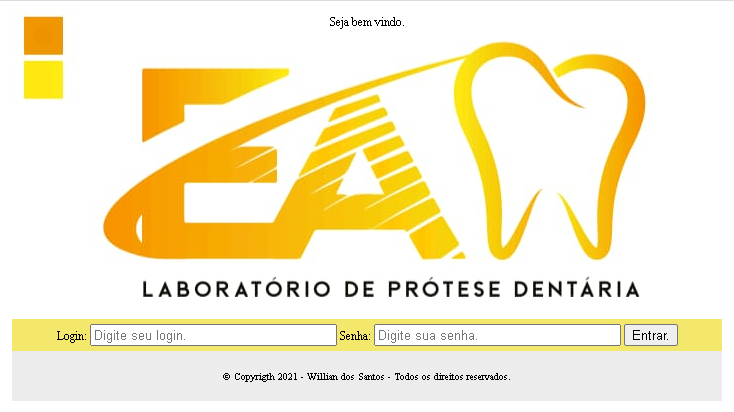 Seja bem vindo.
EA
LABORATÓRIO DE PRÓTESE DENTÁRIA
Login: Digite seu login. Senha: Digite sua senha. Entrar.
© Copyrigth 2021 - Willian dos Santos - Todos os direitos reservados.